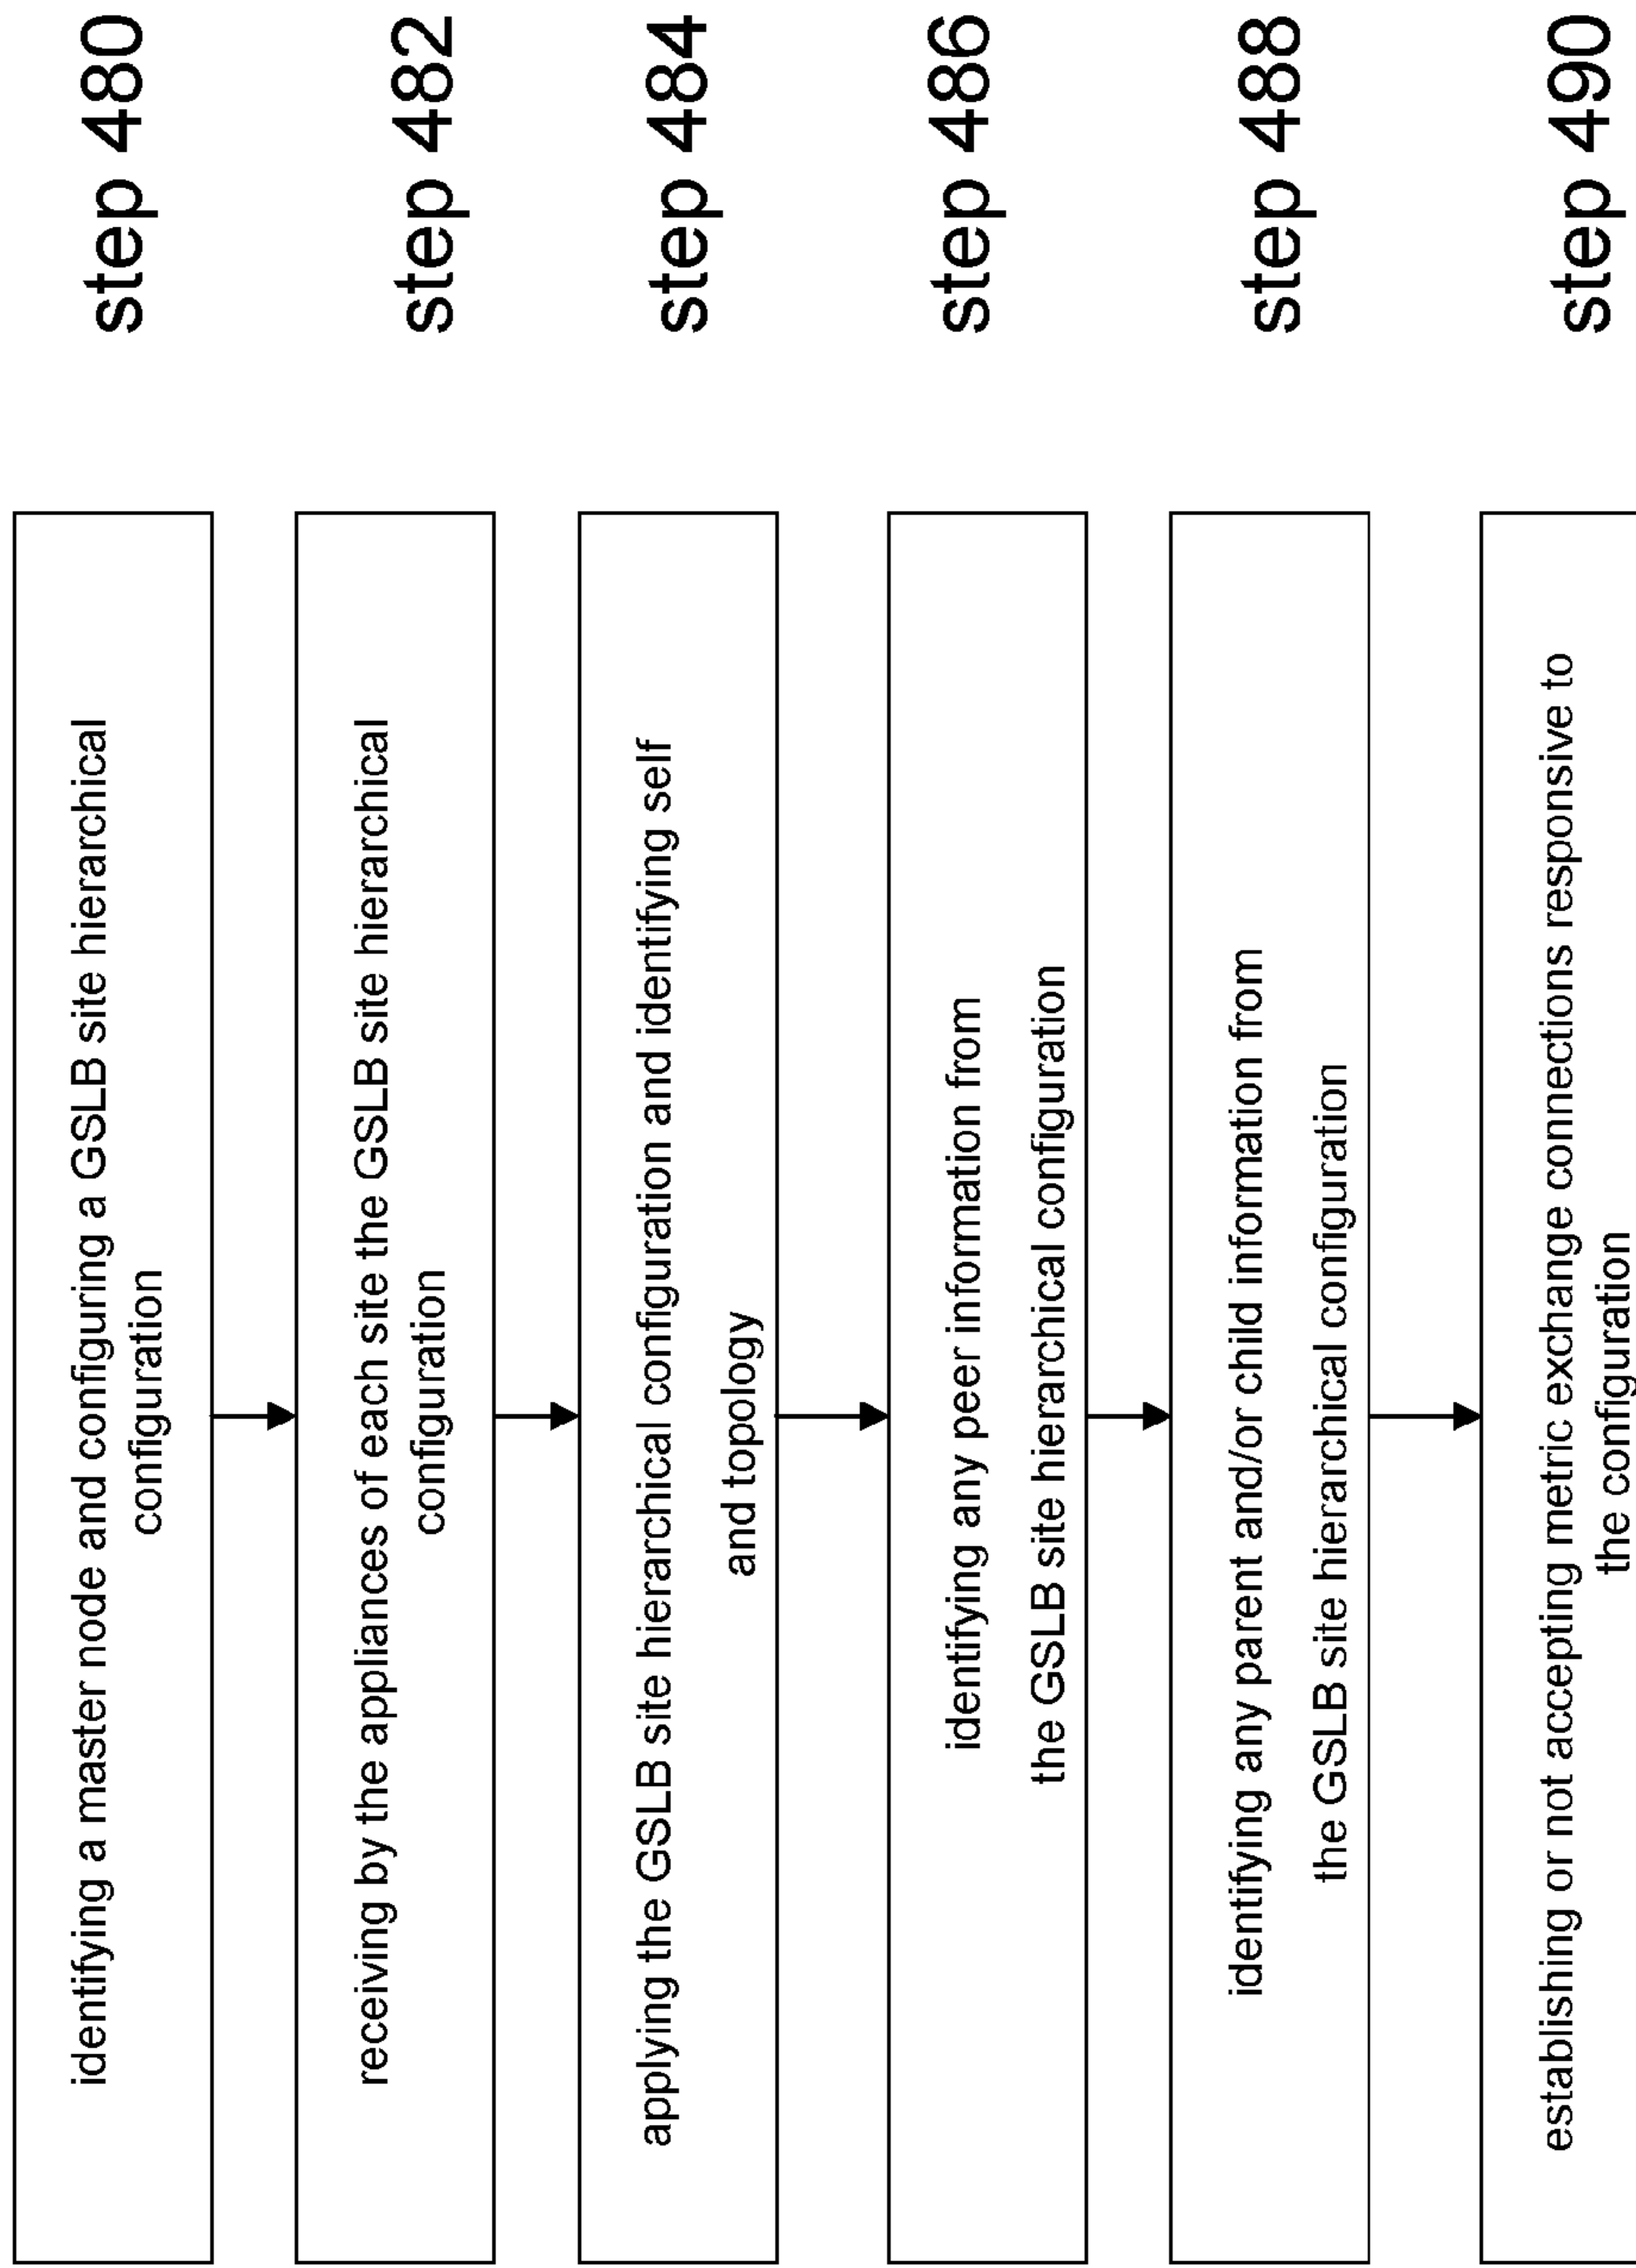 identifying a master node and configuring a GSLB site hierarchical
configuration
step 480
receiving by the appliances of each site the GSLB site hierarchical
configuration
step 482
applying the GSLB site hierarchical configuration and identifying self
and topology
step 484
identifying any peer information from
the GSLB site hierarchical configuration
step 486
identifying any parent and/or child information from
the GSLB site hierarchical configuration
step 488
establishing or not accepting metric exchange connections responsive to
the configuration
step 490